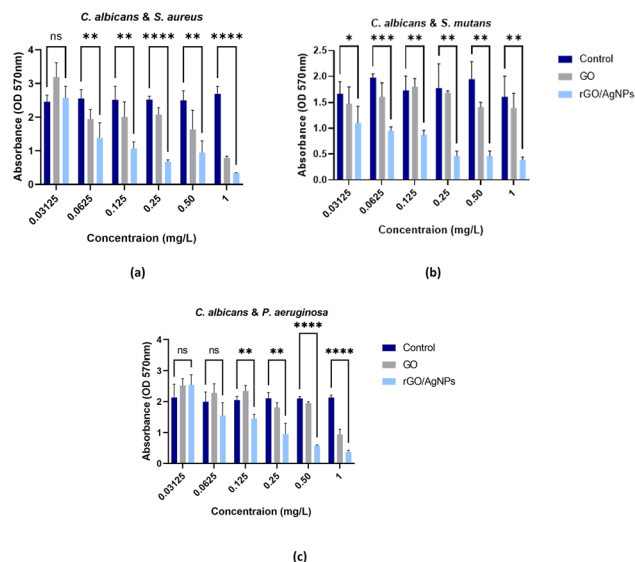 C. albicans & S. aureus
ns ** ** **** ** ****
Absorbance (OD 570nm)
4
3
2
1
0
0.03125 0.0625 0.125 0.25 0.50 1
Concentraion (mg/L)
(a)
C. albicans & S. mutans
* *** ** ** ** **
Absorbance (OD 570nm)
2.5
2.0
1.5
1.0
0.5
0.0
0.03125 0.0625 0.125 0.25 0.50 1
Concentraion (mg/L)
Control
GO
rGO/AgNPs
(b)
C. albicans & P. aeruginosa
ns ns ** ** **** ****
Absorbance (OD 570nm)
4
3
2
1
0
0.03125 0.0625 0.125 0.25 0.50 1
Concentraion (mg/L)
Control
GO
rGO/AgNPs
(c)